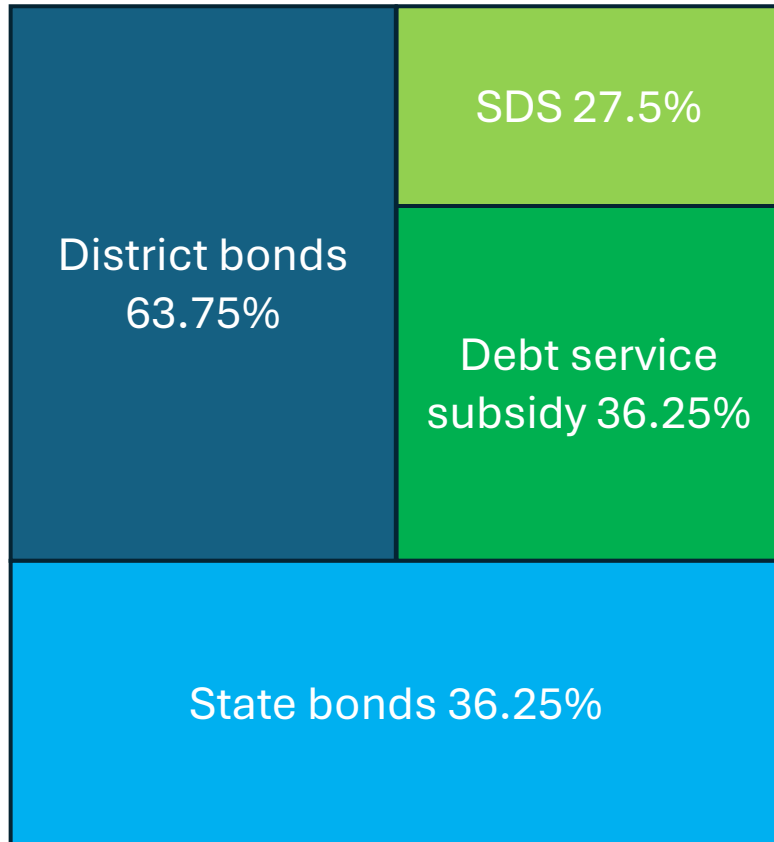 SDS 27.5%
District bonds
63.75%
Debt service
subsidy 36.25%
State bonds 36.25%